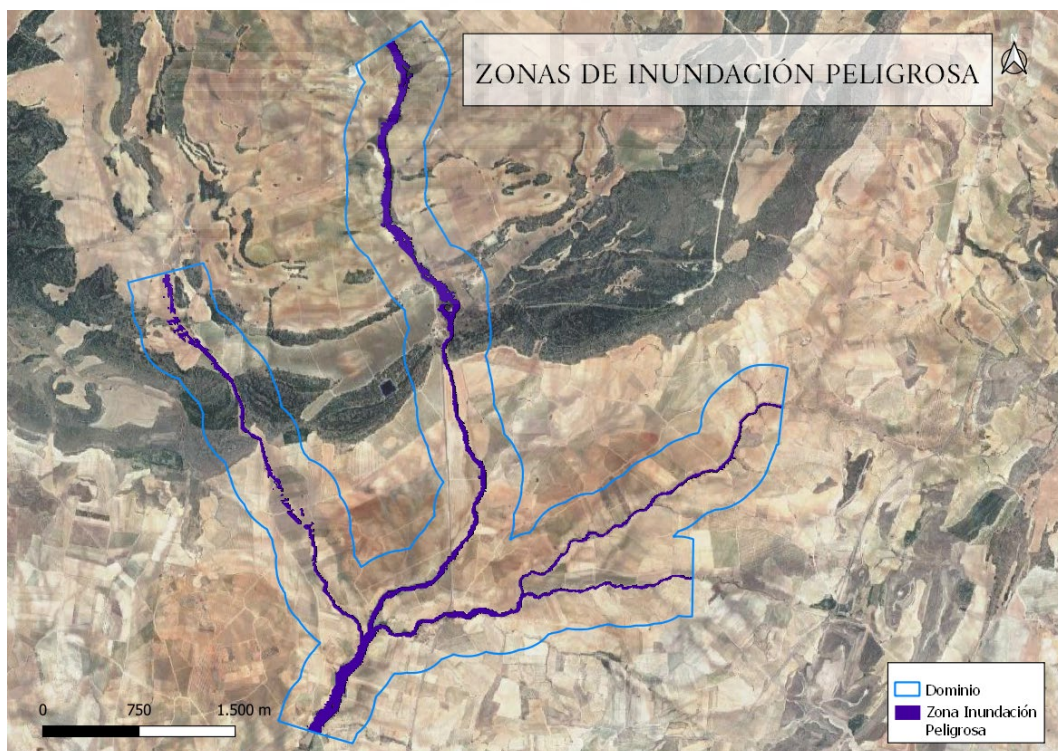 ZONAS DE INUNDACIÓN PELIGROSA
N
0 750 1.500 m
Dominio
Zona Inundación
Peligrosa